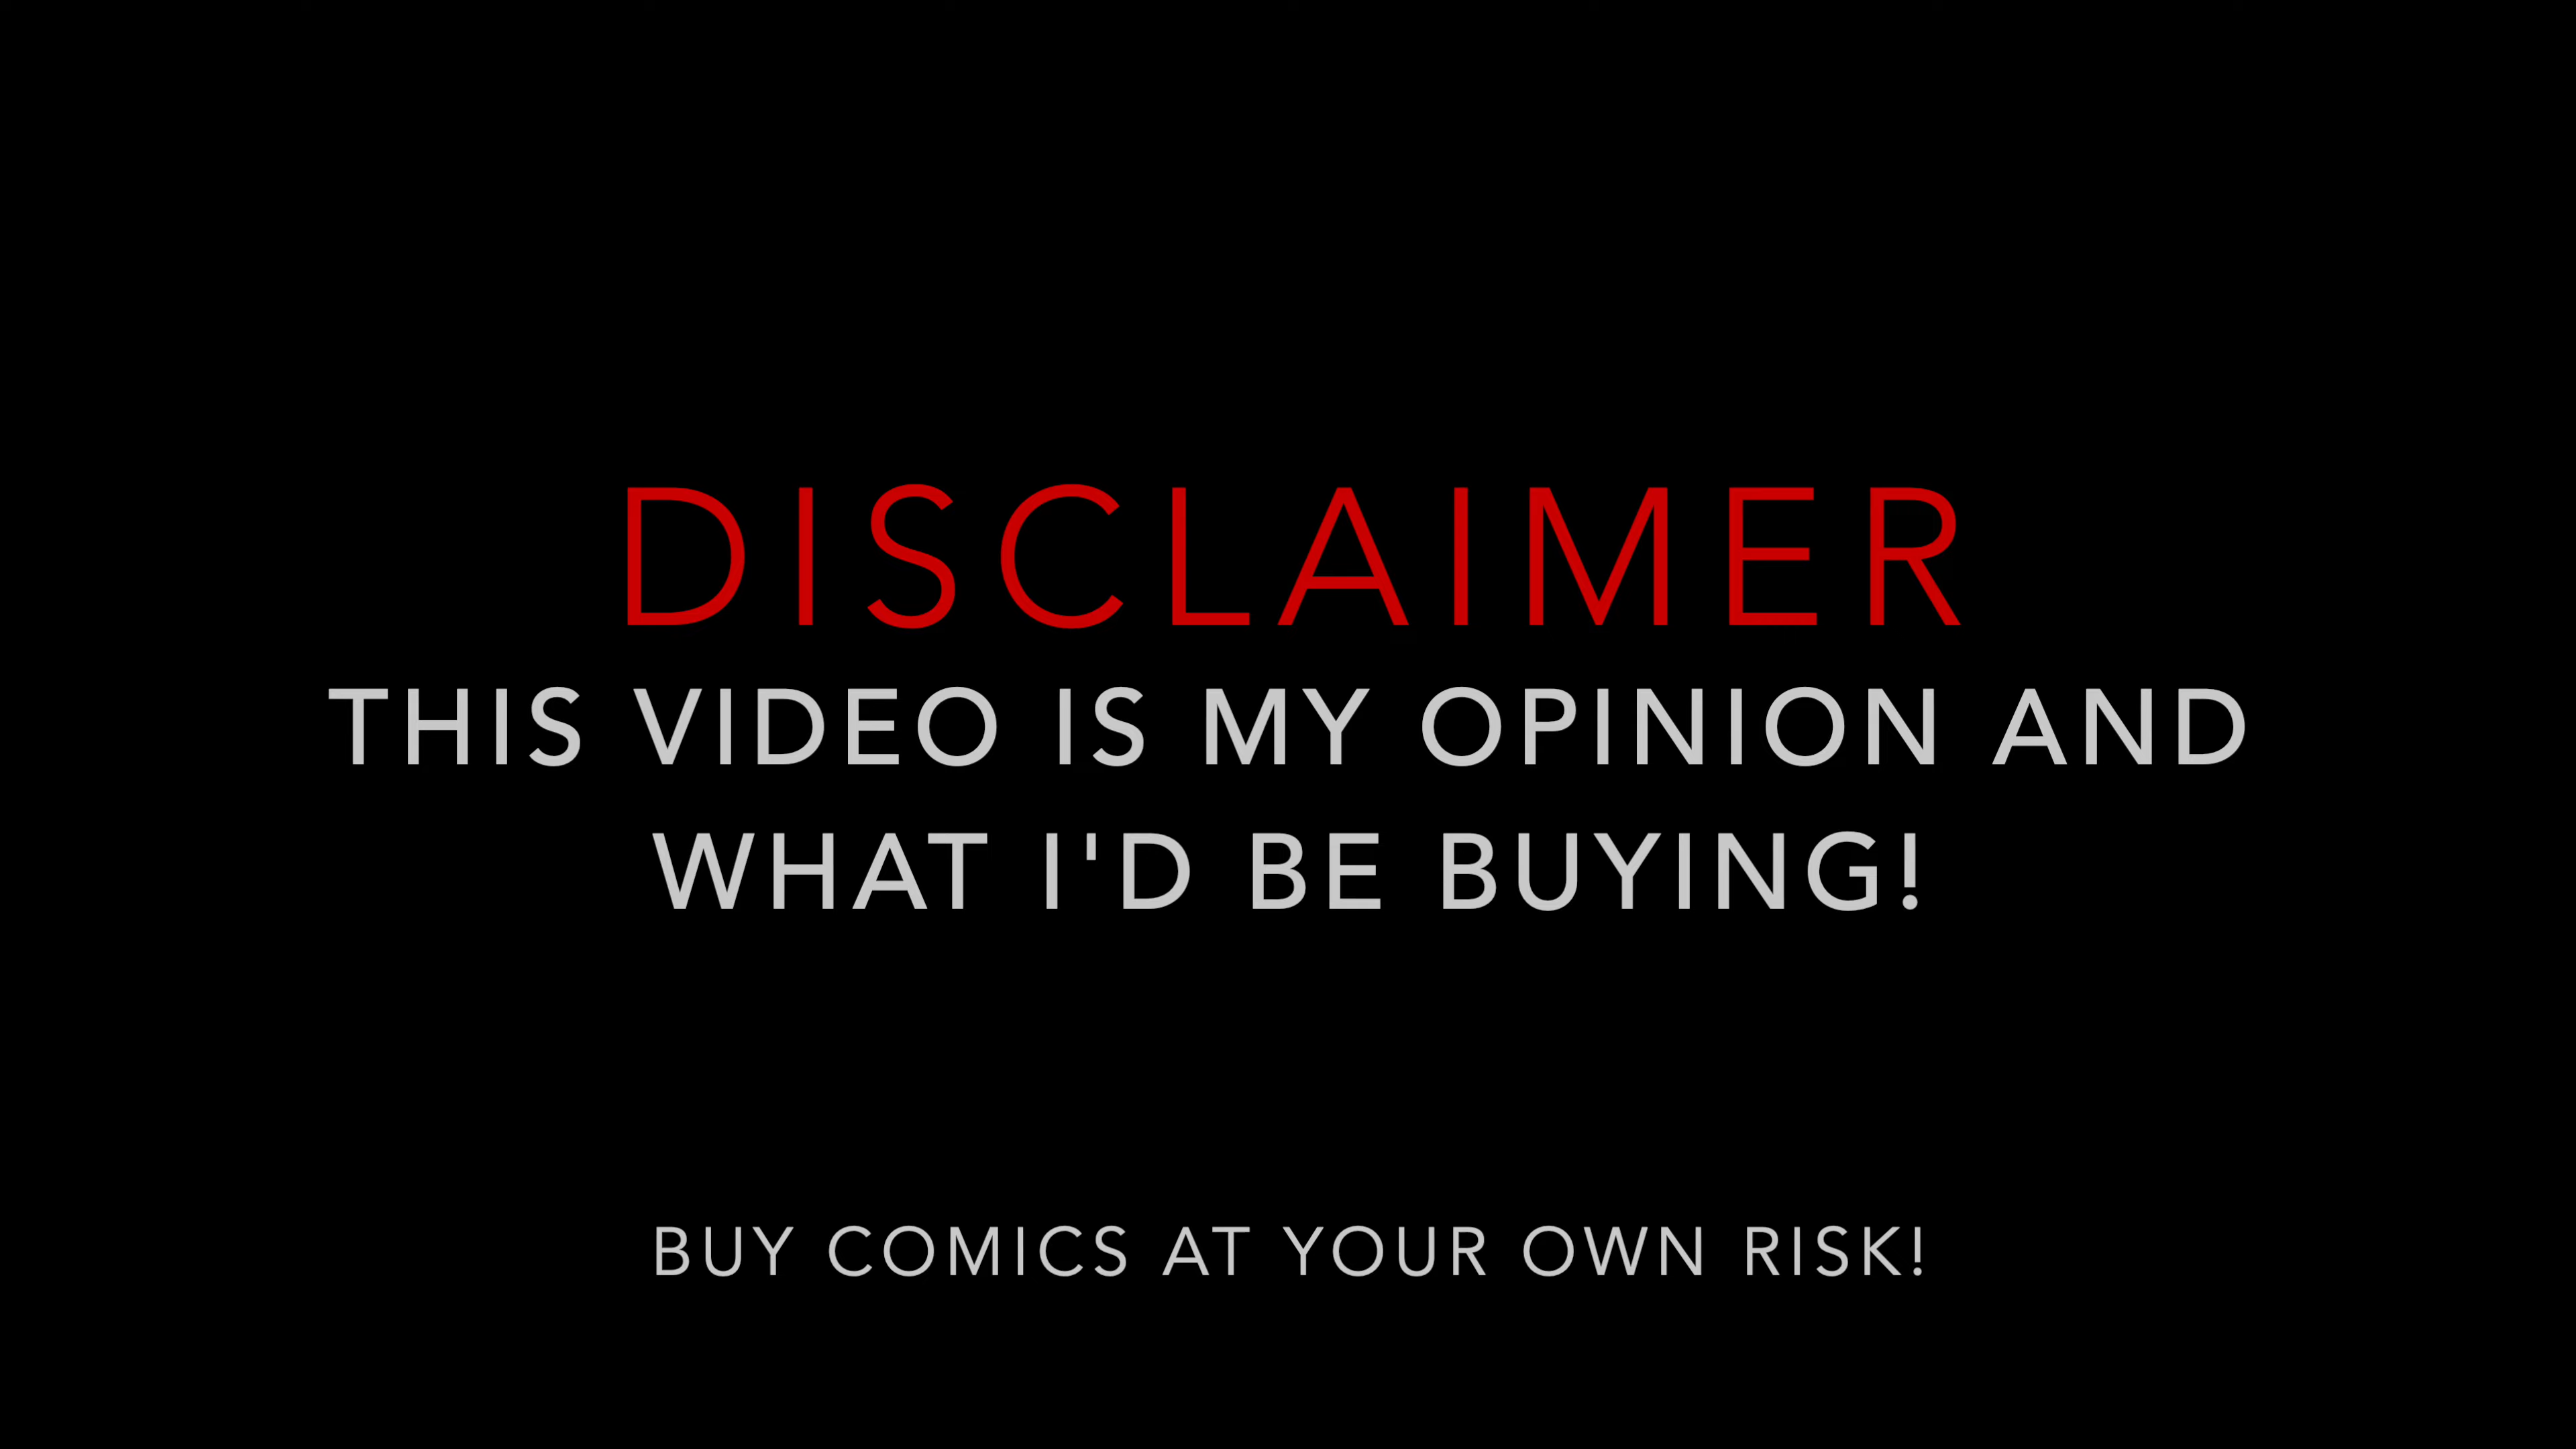 DISCLAIMER
THIS VIDEO IS MY OPINION AND
WHAT I'D BE BUYING!
BUY COMICS AT YOUR OWN RISK!